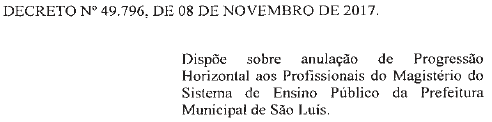 DECRETO Nº 49.796, DE 08 DE NOVEMBRO DE 2017.
Dispõe sobre anulação de Progressão
Horizontal aos Profissionais do Magistério do
Sistema de Ensino Público da Prefeitura
Municipal de São Luís.